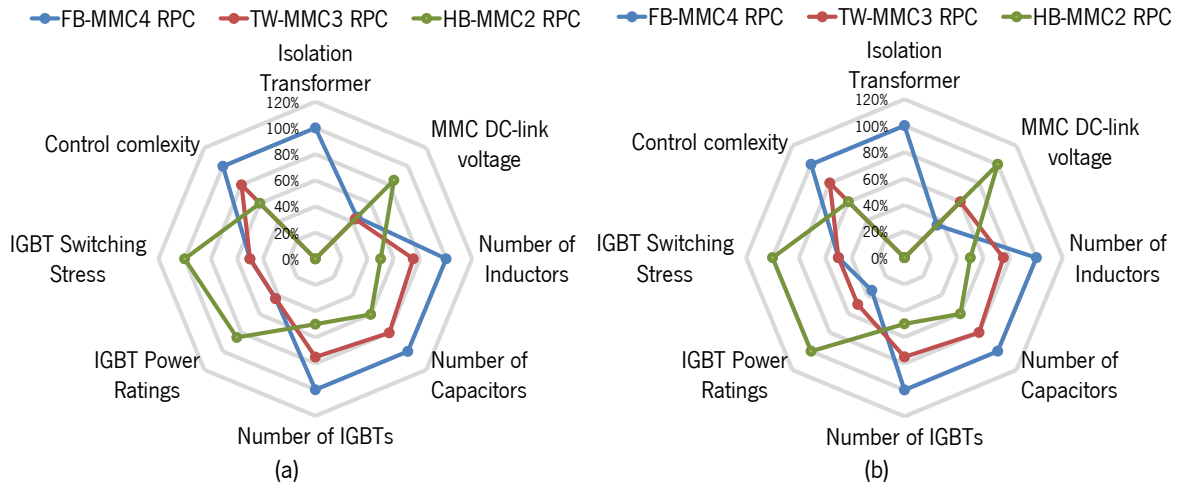 FB-MMC4 RPC TW-MMC3 RPC HB-MMC2 RPC
Isolation
Transformer
120%
100%
80%
60%
40%
20%
0%
MMC DC-link
voltage
Number of
Inductors
Number of
Capacitors
Number of IGBTs
IGBT Power
Ratings
IGBT Switching
Stress
Control comlexity
(a)
FB-MMC4 RPC TW-MMC3 RPC HB-MMC2 RPC
Isolation
Transformer
120%
100%
80%
60%
40%
20%
0%
MMC DC-link
voltage
Number of
Inductors
Number of
Capacitors
Number of IGBTs
IGBT Power
Ratings
IGBT Switching
Stress
Control comlexity
(b)